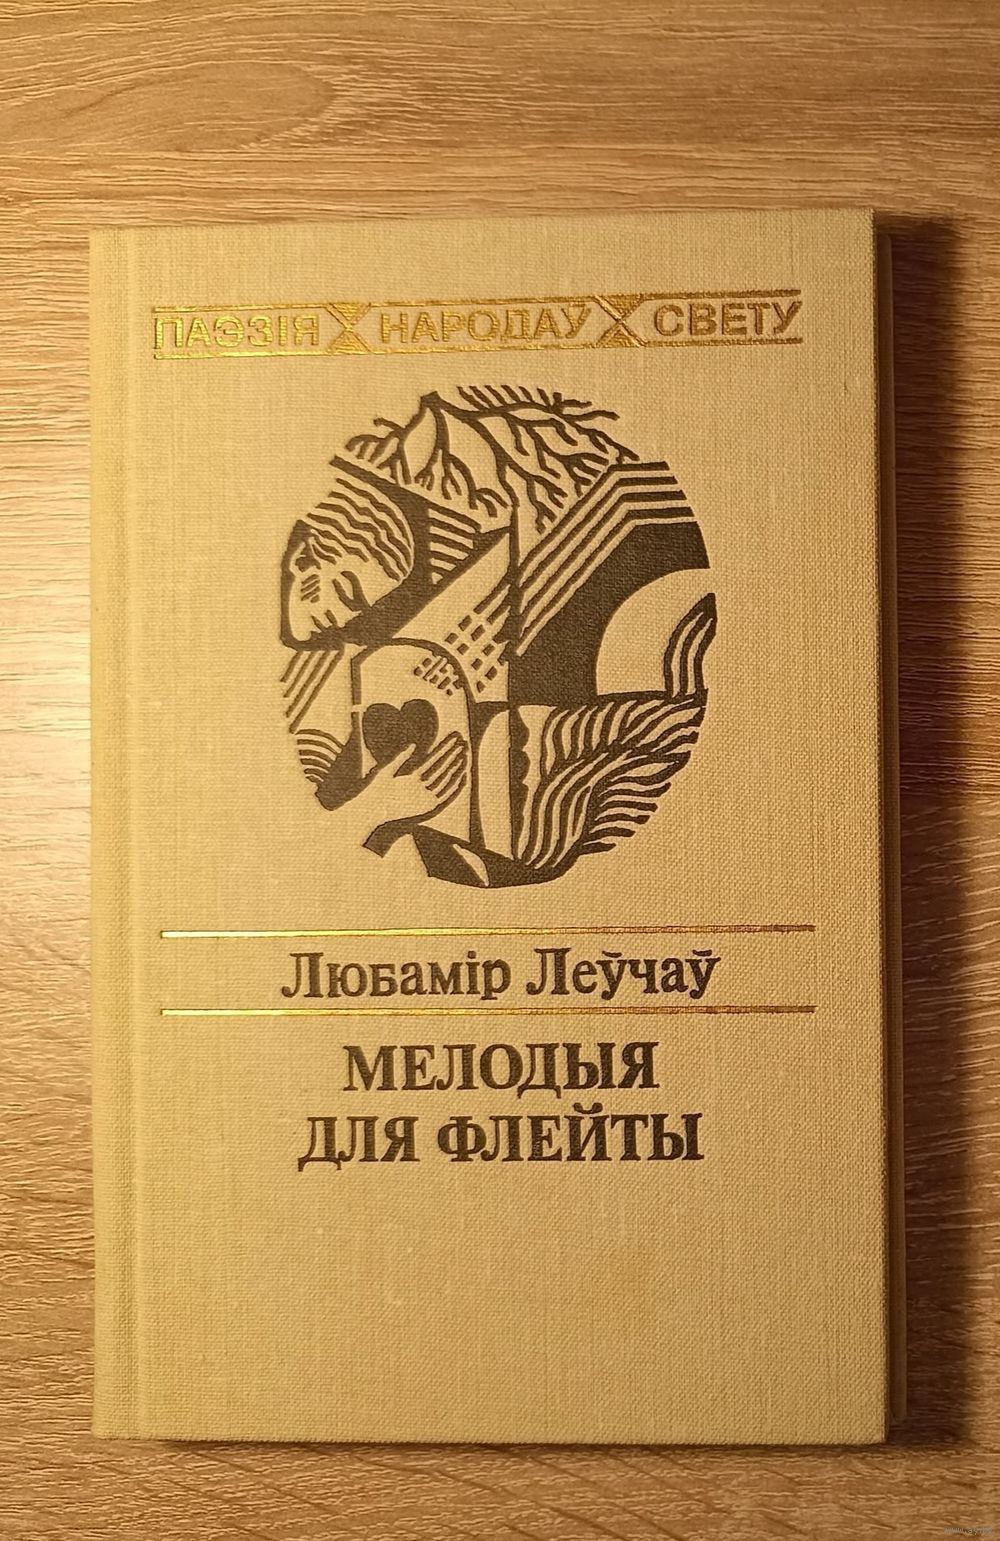 ПАЭЗІЯ НАРОДАЎ СВЕТУ
Любамір Леўчаў
МЕЛОДЫЯ
ДЛЯ ФЛЕЙТЫ